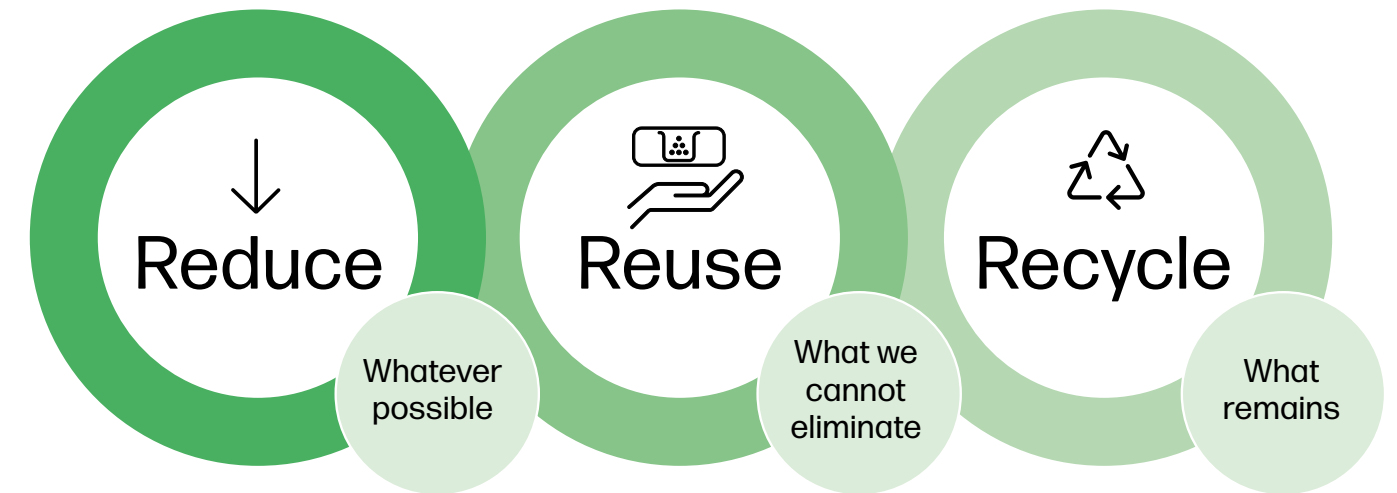 Reduce
Whatever
possible
Reuse
What we
cannot
eliminate
Recycle
What
remains